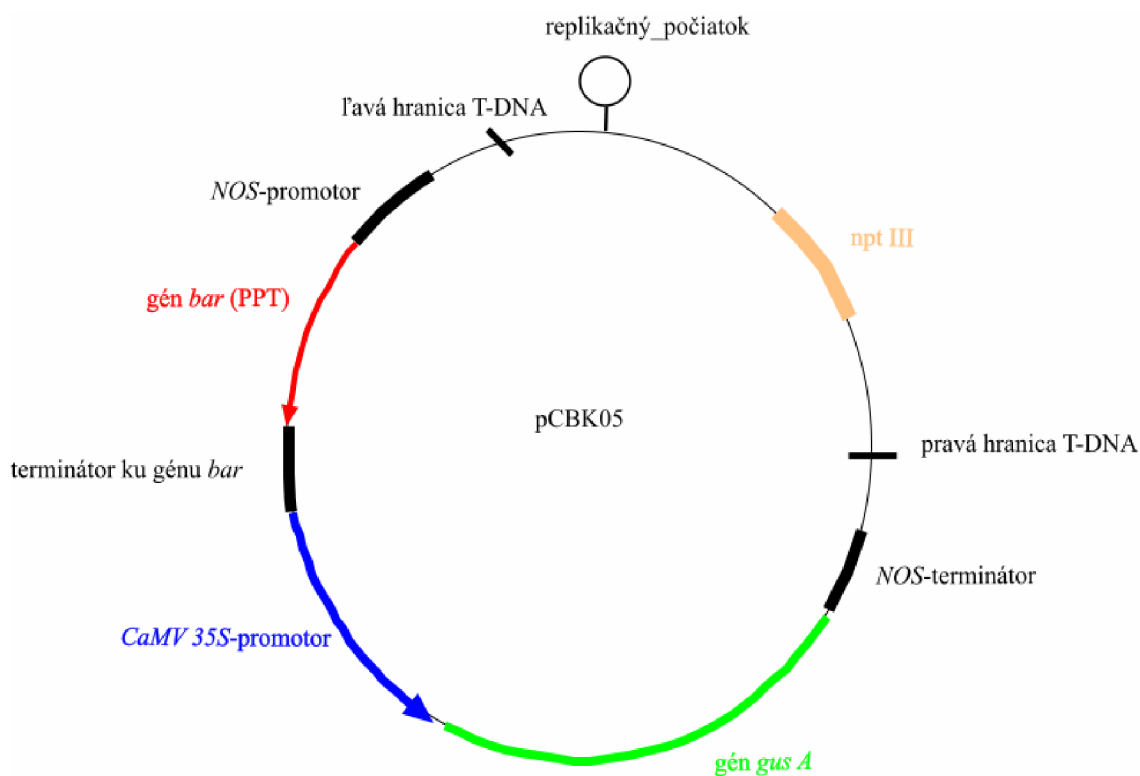 replikačný_počiatok
ľavá hranica T-DNA
NOS-promotor
npt III
gén bar (PPT)
pCBK05
pravá hranica T-DNA
terminátor ku génu bar
NOS-terminátor
CaMV 35S-promotor
gén gus A